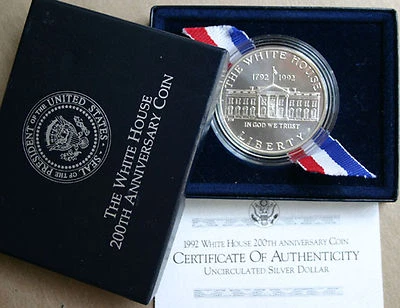 SEAL OF THE PRESIDENT OF THE UNITED STATES
THE WHITE HOUSE
200TH ANNIVERSARY COIN
THE WHITE HOUSE
1792 1992
IN GOD WE TRUST
LIBERTY
1992 WHITE HOUSE 200TH ANNIVERSARY COIN
CERTIFICATE OF AUTHENTICITY
UNCIRCULATED SILVER DOLLAR